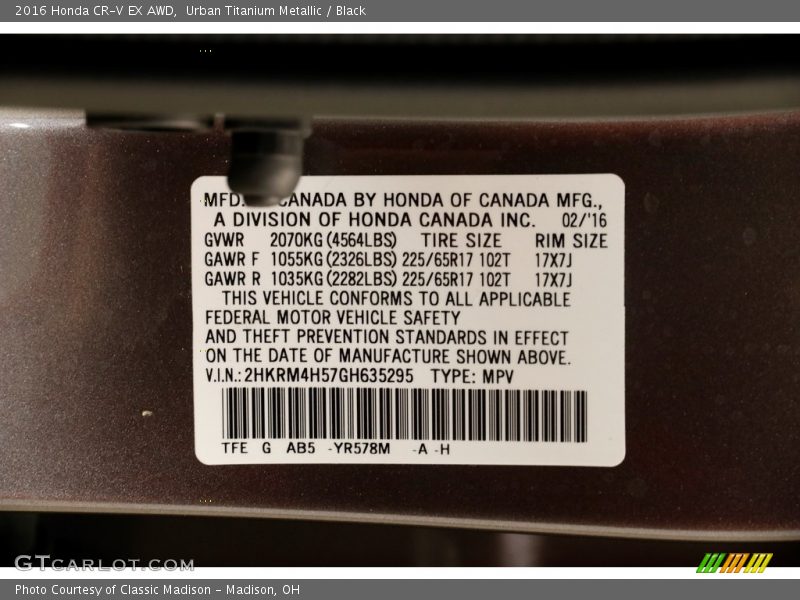 2016 Honda CR-V EX AWD, Urban Titanium Metallic / Black
MFD. CANADA BY HONDA OF CANADA MFG.,
A DIVISION OF HONDA CANADA INC. 02/'16
GVWR 2070KG(4564LBS) TIRE SIZE RIM SIZE
GAWR F 1055KG(2326LBS) 225/65R17 102T 17X7J
GAWR R 1035KG(2282LBS) 225/65R17 102T 17X7J
THIS VEHICLE CONFORMS TO ALL APPLICABLE
FEDERAL MOTOR VEHICLE SAFETY
AND THEFT PREVENTION STANDARDS IN EFFECT
ON THE DATE OF MANUFACTURE SHOWN ABOVE.
V.I.N.: 2HKRM4H57GH635295 TYPE: MPV
TFE G AB5 -YR578M -A -H
GTCARLOT.COM
Photo Courtesy of Classic Madison - Madison, OH